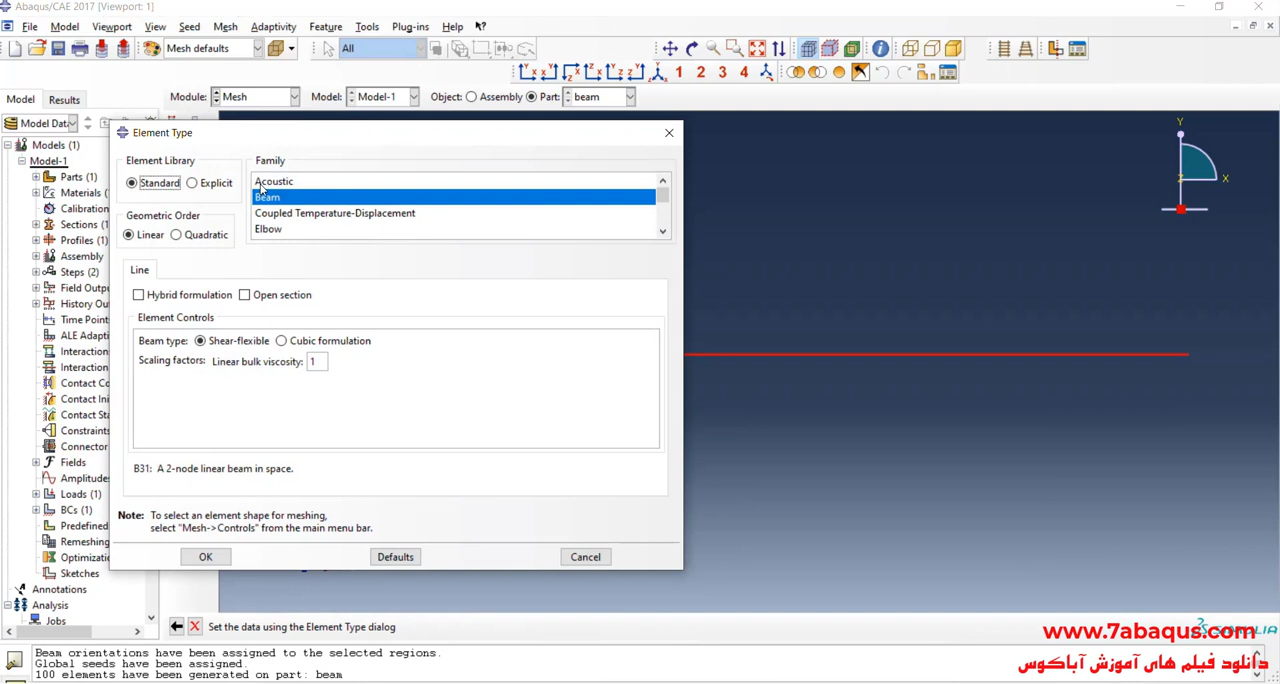 Abaqus/CAE 2017 [Viewport: 1]
File Model Viewport View Seed Mesh Adaptivity Feature Tools Plug-ins Help
Mesh defaults All
1 2 3 4
Model Results Module: Mesh Model: Model-1 Object: Assembly Part: beam
Model Data
Models (1)
Model-1
Parts (1)
Materials
Calibration
Sections (1)
Profiles (1)
Assembly
Steps (2)
Field Outp
History Ou
Time Point
ALE Adapti
Interaction
Interaction
Contact Co
Contact Ini
Contact Sta
Constraints
Connector
Fields
Amplitudes
Loads (1)
BCs (1)
Predefined
Remeshing
Optimizatio
Sketches
Annotations
Analysis
Jobs
Element Type
Element Library
Standard Explicit
Geometric Order
Linear Quadratic
Family
Acoustic
Beam
Coupled Temperature-Displacement
Elbow
Line
Hybrid formulation Open section
Element Controls
Beam type: Shear-flexible Cubic formulation
Scaling factors: Linear bulk viscosity: 1
B31: A 2-node linear beam in space.
Note: To select an element shape for meshing,
select "Mesh->Controls" from the main menu bar.
OK Defaults Cancel
Y
Z X
Set the data using the Element Type dialog
SIMULIA
www.7abaqus.com
دانلود فیلم های آموزش آباکوس
Beam orientations have been assigned to the selected regions.
Global seeds have been assigned.
100 elements have been generated on part: beam